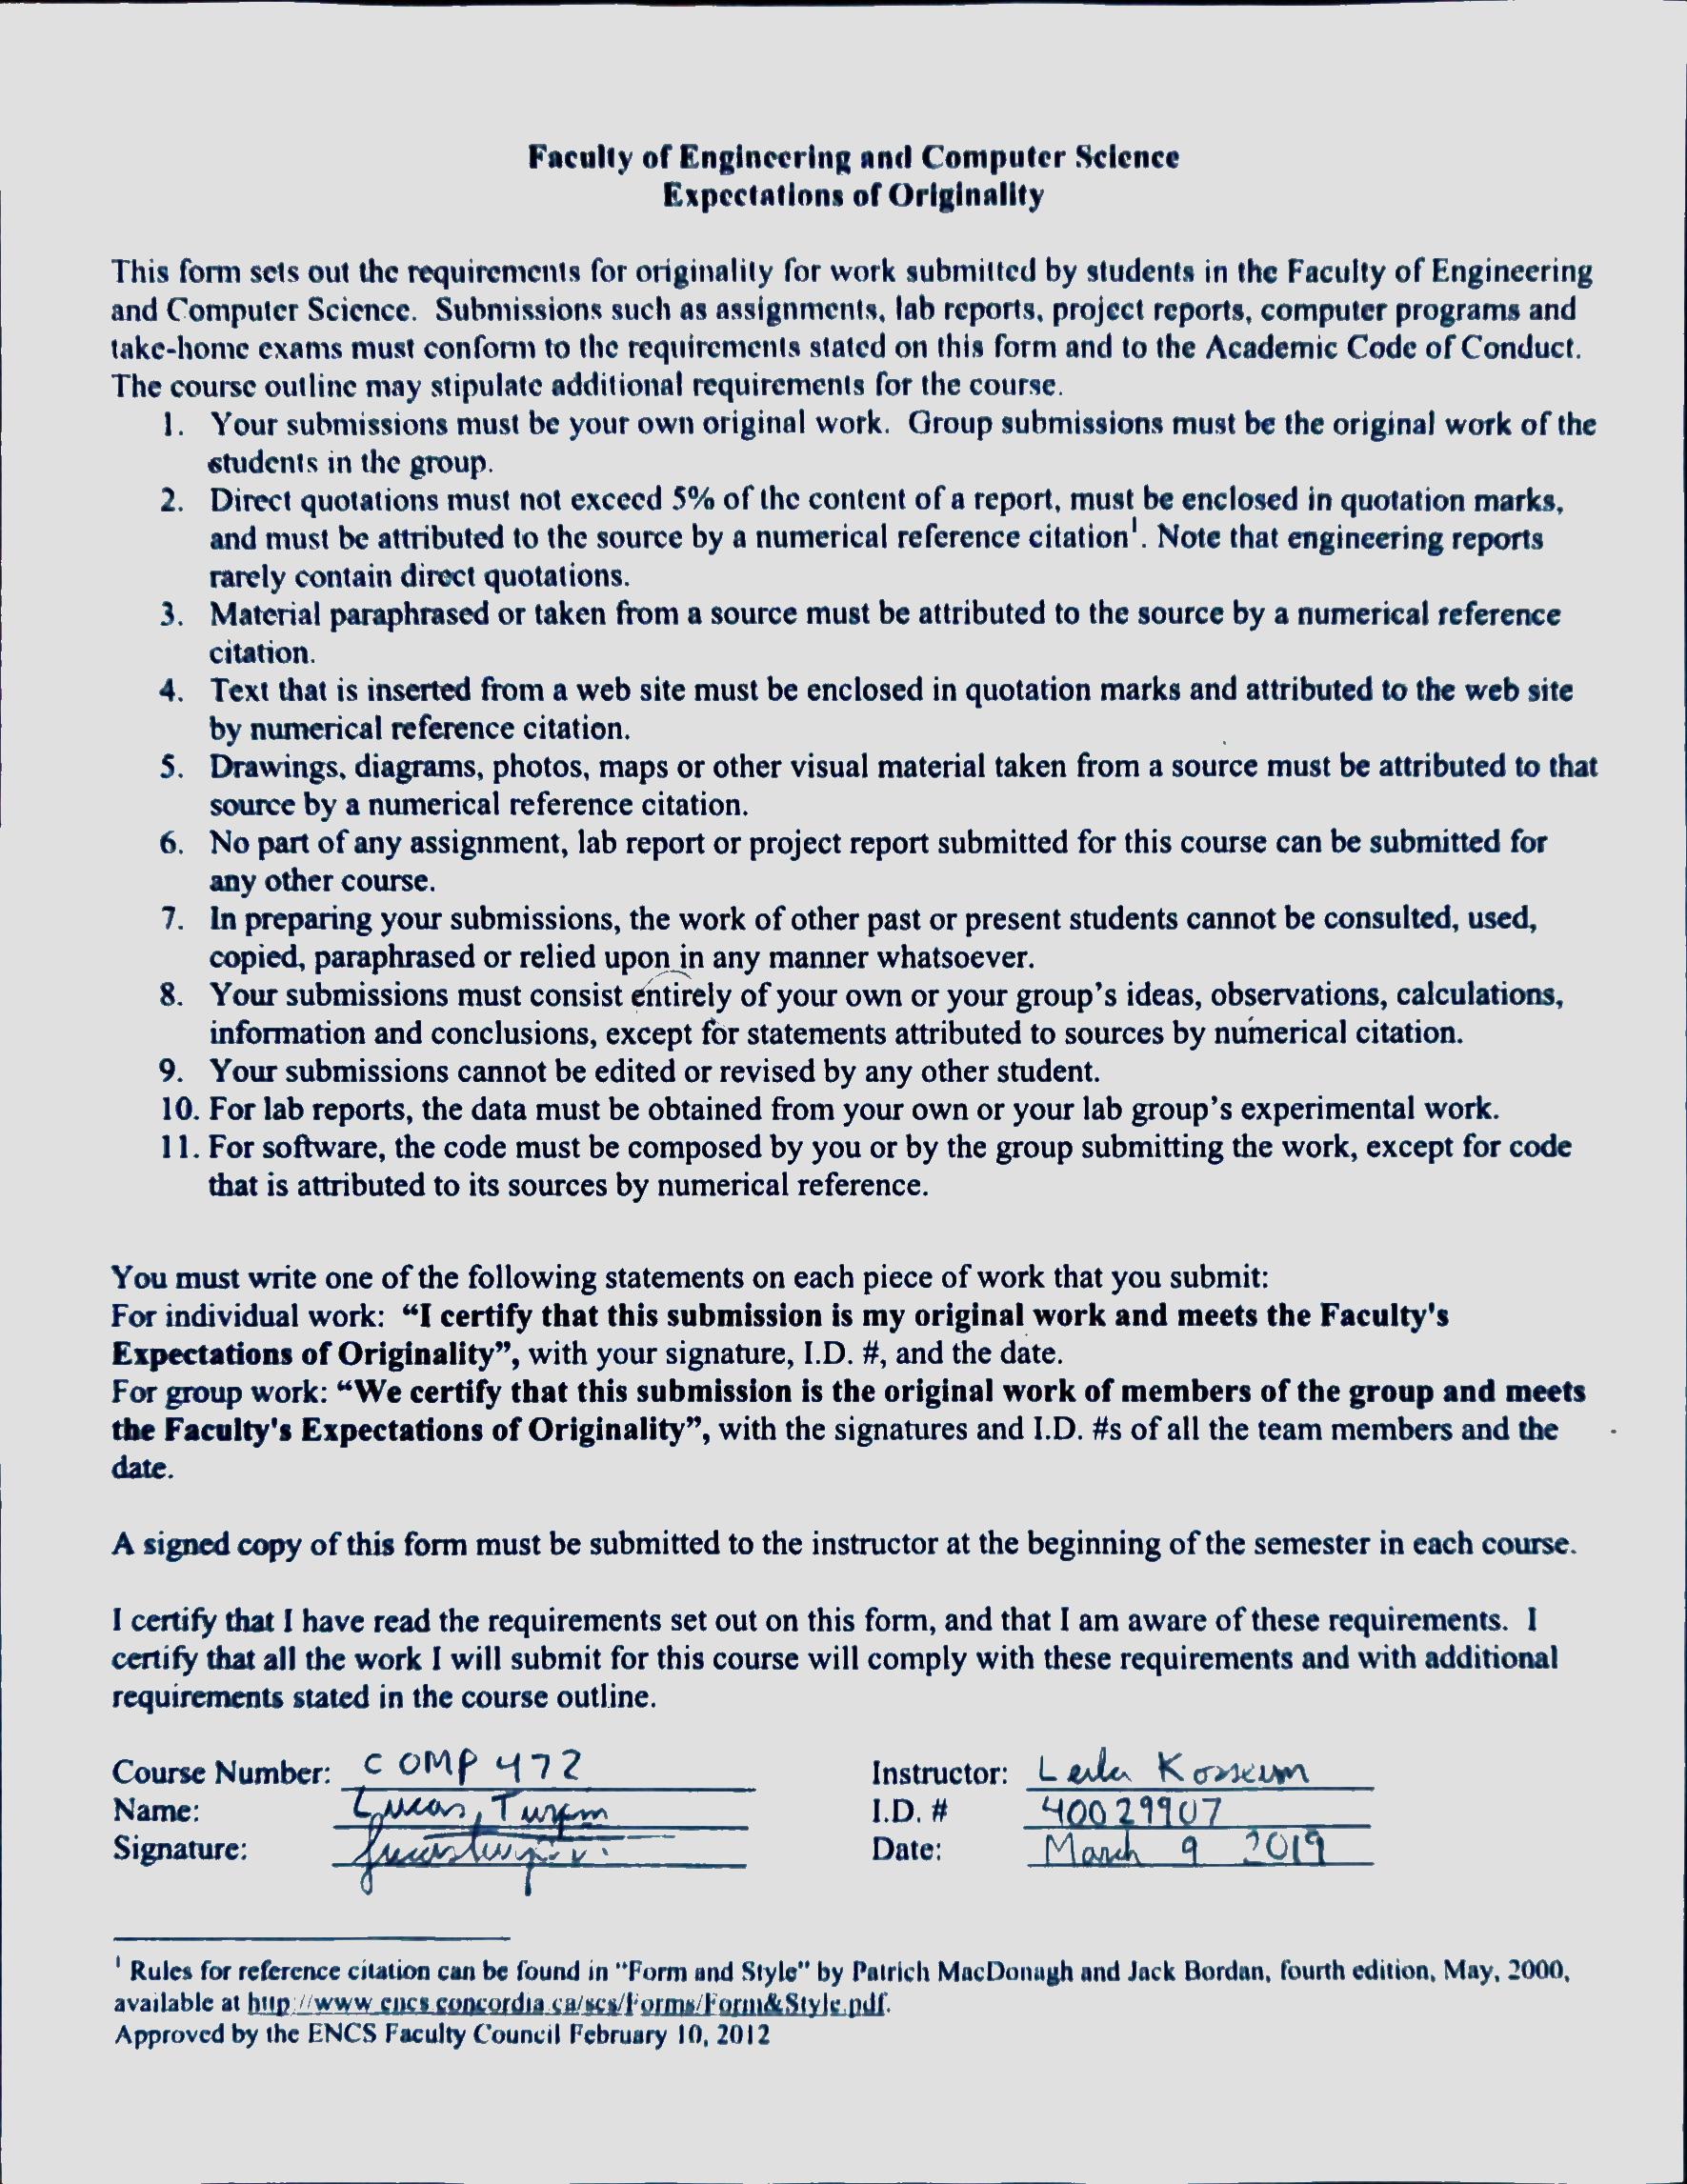 Faculty of Engineering and Computer Science
Expectations of Originality
This form sets out the requirements for originality for work submitted by students in the Faculty of Engineering
and Computer Science. Submissions such as assignments, lab reports, project reports, computer programs and
take-home exams must conform to the requirements stated on this form and to the Academic Code of Conduct.
The course outline may stipulate additional requirements for the course.
1. Your submissions must be your own original work. Group submissions must be the original work of the
students in the group.
2. Direct quotations must not exceed 5% of the content of a report, must be enclosed in quotation marks,
and must be attributed to the source by a numerical reference citation¹. Note that engineering reports
rarely contain direct quotations.
3. Material paraphrased or taken from a source must be attributed to the source by a numerical reference
citation.
4. Text that is inserted from a web site must be enclosed in quotation marks and attributed to the web site
by numerical reference citation.
5. Drawings, diagrams, photos, maps or other visual material taken from a source must be attributed to that
source by a numerical reference citation.
6. No part of any assignment, lab report or project report submitted for this course can be submitted for
any other course.
7. In preparing your submissions, the work of other past or present students cannot be consulted, used,
copied, paraphrased or relied upon in any manner whatsoever.
8. Your submissions must consist entirely of your own or your group's ideas, observations, calculations,
information and conclusions, except for statements attributed to sources by numerical citation.
9. Your submissions cannot be edited or revised by any other student.
10. For lab reports, the data must be obtained from your own or your lab group's experimental work.
11. For software, the code must be composed by you or by the group submitting the work, except for code
that is attributed to its sources by numerical reference.
You must write one of the following statements on each piece of work that you submit:
For individual work: “I certify that this submission is my original work and meets the Faculty's
Expectations of Originality”, with your signature, I.D. #, and the date.
For group work: “We certify that this submission is the original work of members of the group and meets
the Faculty's Expectations of Originality”, with the signatures and I.D. #s of all the team members and the
date.
A signed copy of this form must be submitted to the instructor at the beginning of the semester in each course.
I certify that I have read the requirements set out on this form, and that I am aware of these requirements. I
certify that all the work I will submit for this course will comply with these requirements and with additional
requirements stated in the course outline.
Course Number: COMP 472 Instructor: Leila Kosseim
Name: Lucas, I.D. # 40029907
Signature: Date: March 9 2019
¹ Rules for reference citation can be found in "Form and Style" by Patrich MacDonagh and Jack Bordan, fourth edition, May, 2000,
available at http://www.encs.concordia.ca/scs/Forms/Form&Style.pdf.
Approved by the ENCS Faculty Council February 10, 2012